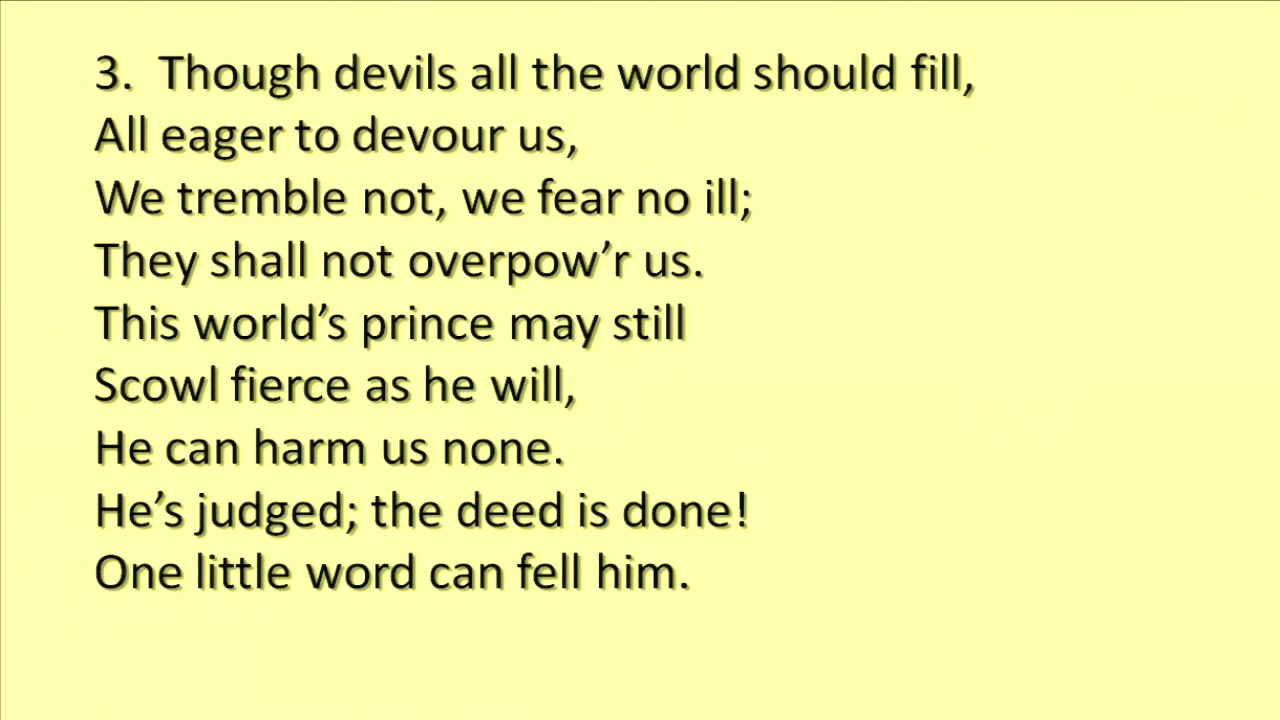 3.  Though devils all the world should fill,
All eager to devour us,
We tremble not, we fear no ill;
They shall not overpow’r us.
This world’s prince may still
Scowl fierce as he will,
He can harm us none.
He’s judged; the deed is done!
One little word can fell him.